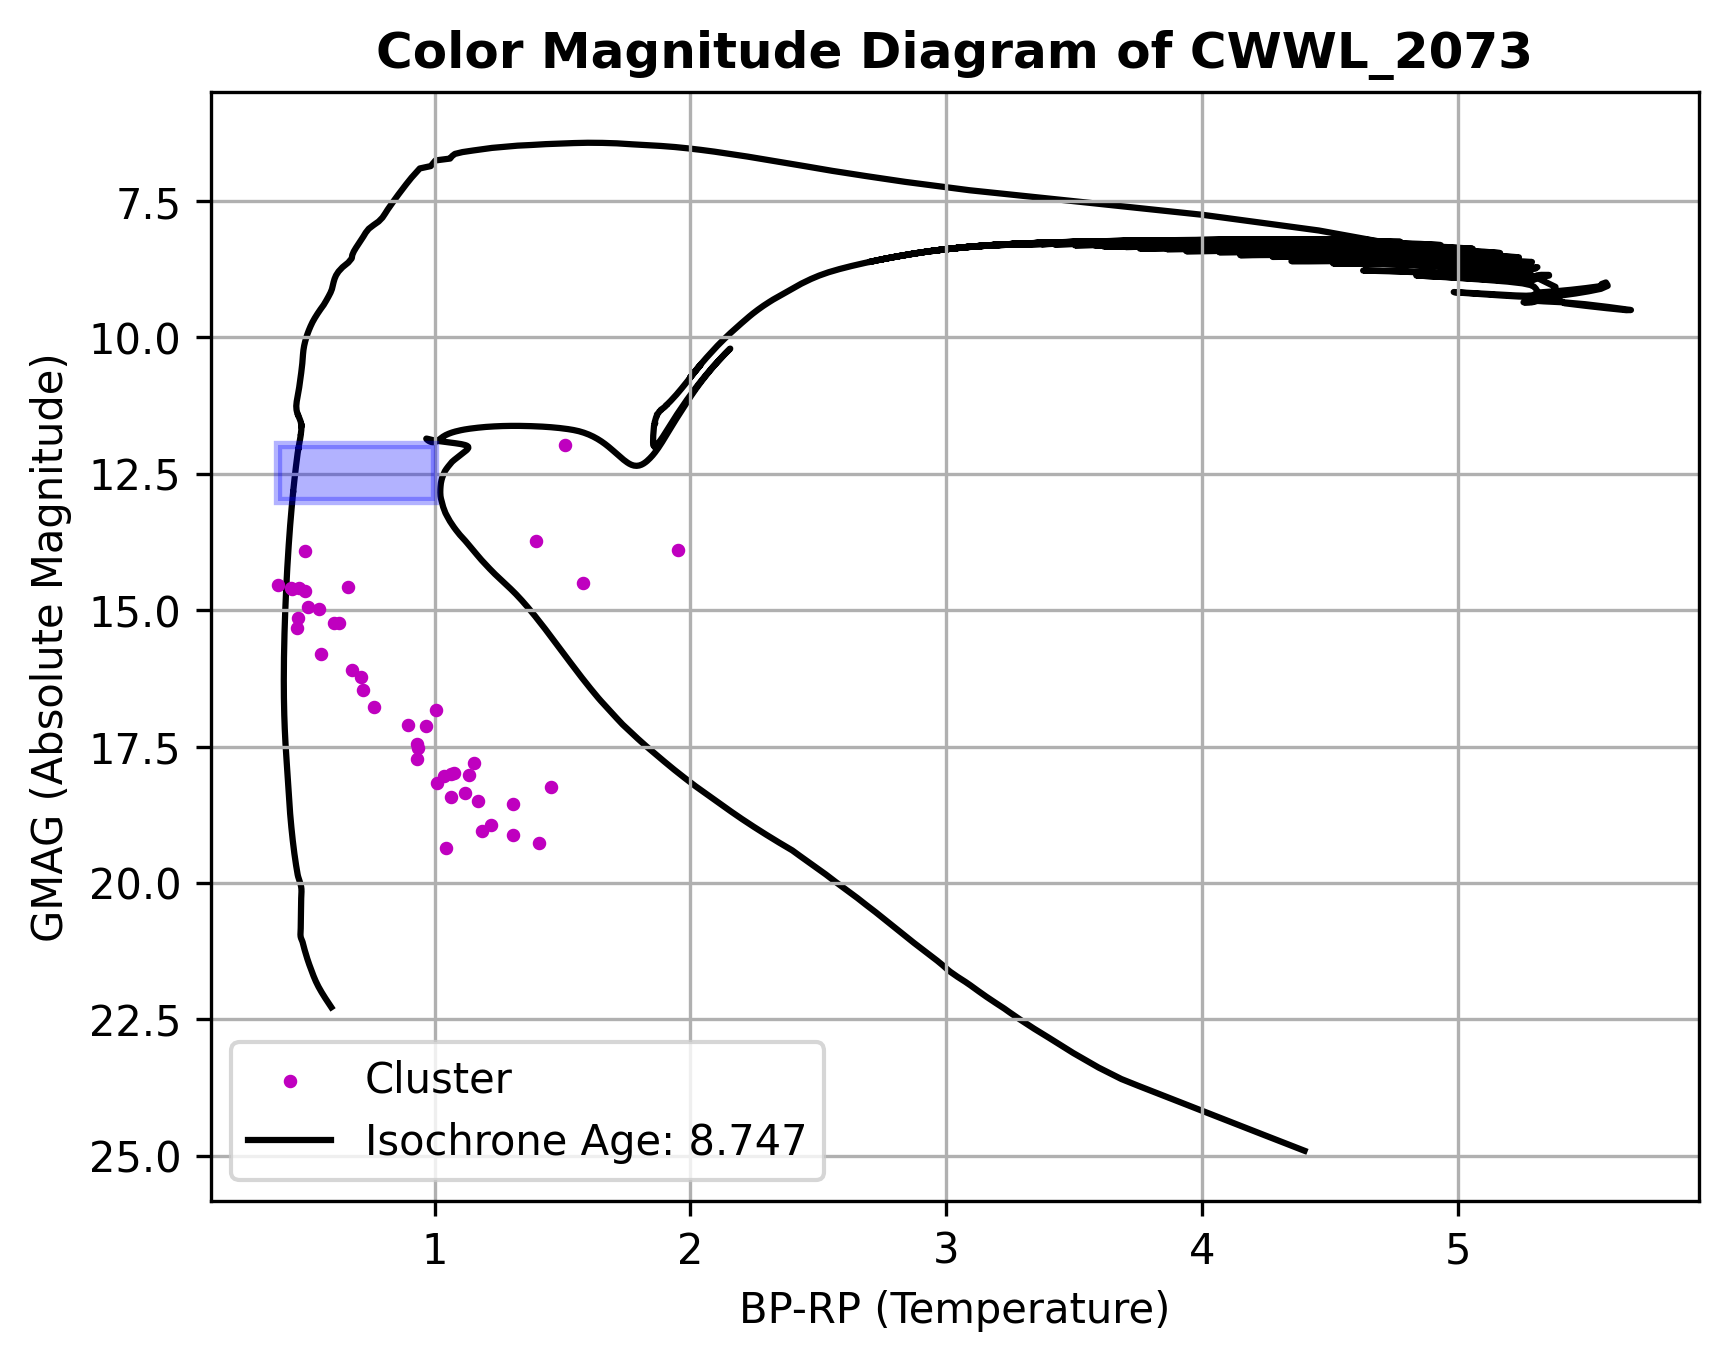 Color Magnitude Diagram of CWWL_2073
GMAG (Absolute Magnitude)
7.5
10.0
12.5
15.0
17.5
20.0
22.5
25.0
Cluster
Isochrone Age: 8.747
1 2 3 4 5
BP-RP (Temperature)